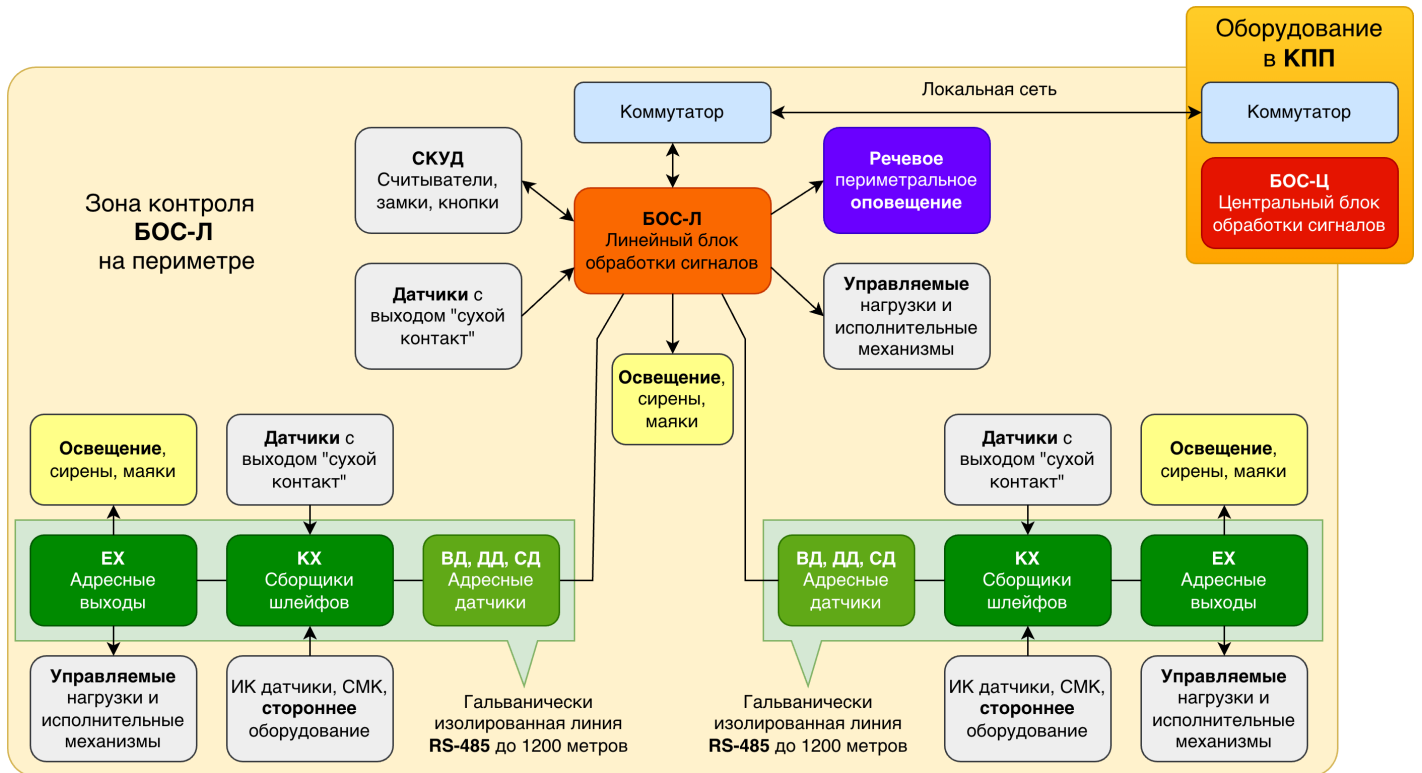 Оборудование
в КПП
Коммутатор
БОС-Ц
Центральный блок
обработки сигналов
Локальная сеть
Коммутатор
Зона контроля
БОС-Л
на периметре
СКУД
Считыватели,
замки, кнопки
БОС-Л
Линейный блок
обработки сигналов
Речевое
периметральное
оповещение
Датчики с
выходом "сухой
контакт"
Управляемые
нагрузки и
исполнительные
механизмы
Освещение,
сирены,
маяки
Освещение,
сирены, маяки
Датчики с
выходом "сухой
контакт"
Датчики с
выходом "сухой
контакт"
Освещение,
сирены, маяки
ЕХ
Адресные
выходы
КХ
Сборщики
шлейфов
ВД, ДД, СД
Адресные
датчики
ВД, ДД, СД
Адресные
датчики
КХ
Сборщики
шлейфов
ЕХ
Адресные
выходы
Управляемые
нагрузки и
исполнительные
механизмы
ИК датчики, СМК,
стороннее
оборудование
Гальванически
изолированная линия
RS-485 до 1200 метров
Гальванически
изолированная линия
RS-485 до 1200 метров
ИК датчики, СМК,
стороннее
оборудование
Управляемые
нагрузки и
исполнительные
механизмы